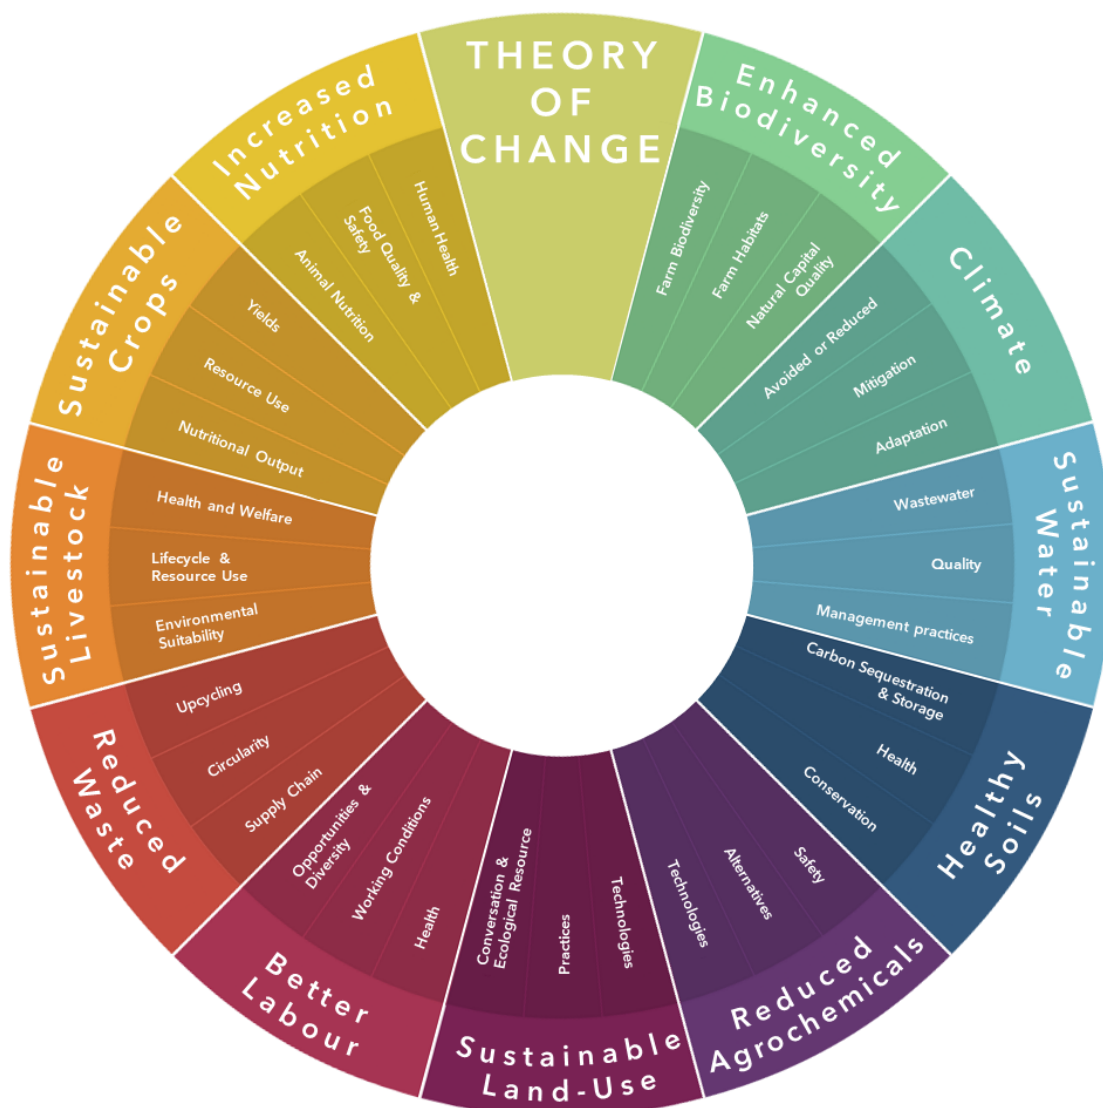 THEORY
OF
CHANGE
Enhanced
Biodiversity
Farm Biodiversity
Farm Habitats
Natural Capital
Quality
Climate
Avoided or Reduced
Mitigation
Adaptation
Sustainable
Water
Wastewater
Quality
Management practices
Healthy
Soils
Carbon Sequestration
& Storage
Health
Conservation
Reduced
Agrochemicals
Safety
Alternatives
Technologies
Sustainable
Land-Use
Technologies
Practices
Conversation &
Ecological Resource
Better
Labour
Health
Working Conditions
Opportunities &
Diversity
Reduced
Waste
Supply Chain
Circularity
Upcycling
Sustainable
Livestock
Environmental
Suitability
Lifecycle &
Resource Use
Health and Welfare
Sustainable
Crops
Nutritional Output
Resource Use
Yields
Increased
Nutrition
Animal Nutrition
Food Quality &
Safety
Human Health